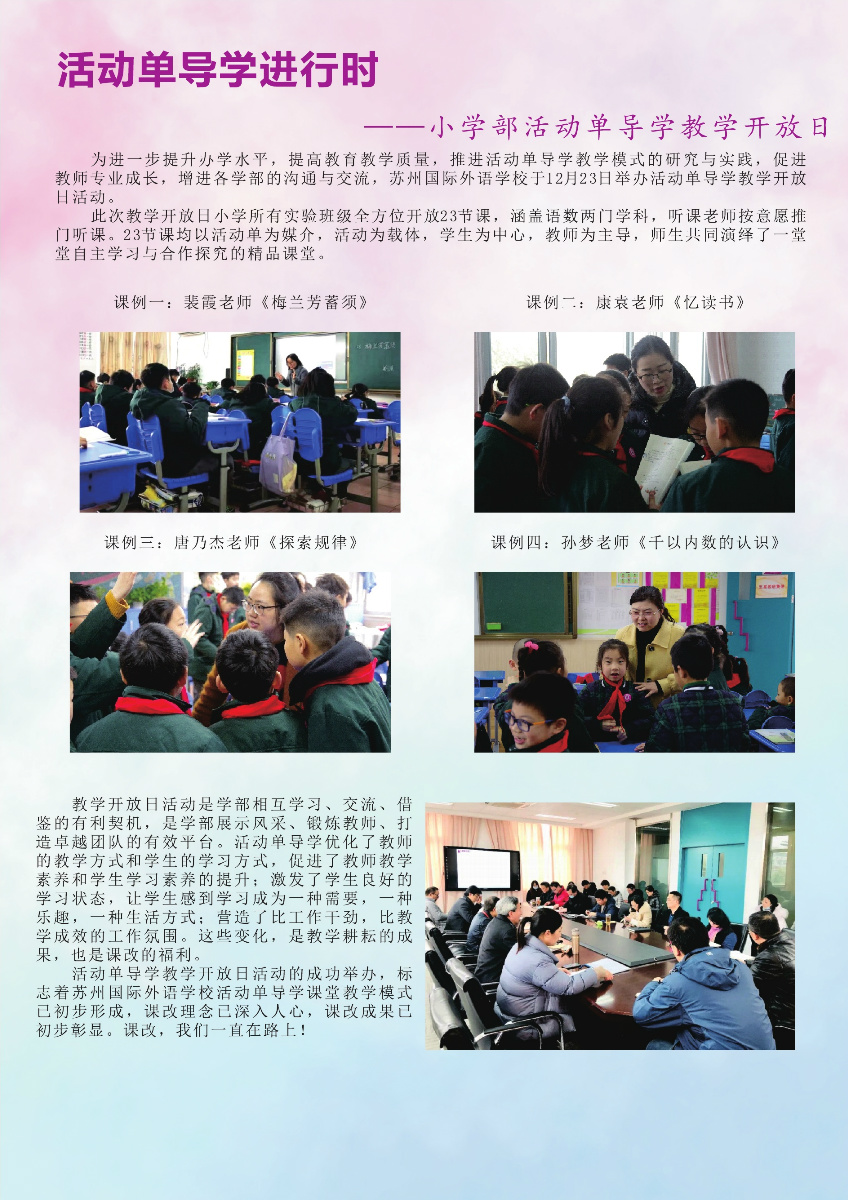 活动单导学进行时
——小学部活动单导学教学开放日
为进一步提升办学水平，提高教育教学质量，推进活动单导学教学模式的研究与实践，促进
教师专业成长，增进各学部的沟通与交流，苏州国际外语学校于12月23日举办活动单导学教学开放
日活动。
此次教学开放日小学所有实验班级全方位开放23节课，涵盖语数两门学科，听课老师按意愿推
门听课。23节课均以活动单为媒介，活动为载体，学生为中心，教师为主导，师生共同演绎了一堂
堂自主学习与合作探究的精品课堂。
课例一：裴霞老师《梅兰芳蓄须》
课例二：康袁老师《忆读书》
课例三：唐乃杰老师《探索规律》
课例四：孙梦老师《千以内数的认识》
教学开放日活动是学部相互学习、交流、借
鉴的有利契机，是学部展示风采、锻炼教师、打
造卓越团队的有效平台。活动单导学优化了教师
的教学方式和学生的学习方式，促进了教师教学
素养和学生学习素养的提升；激发了学生良好的
学习状态，让学生感到学习成为一种需要，一种
乐趣，一种生活方式；营造了比工作干劲，比教
学成效的工作氛围。这些变化，是教学耕耘的成
果，也是课改的福利。
活动单导学教学开放日活动的成功举办，标
志着苏州国际外语学校活动单导学课堂教学模式
已初步形成，课改理念已深入人心，课改成果已
初步彰显。课改，我们一直在路上！